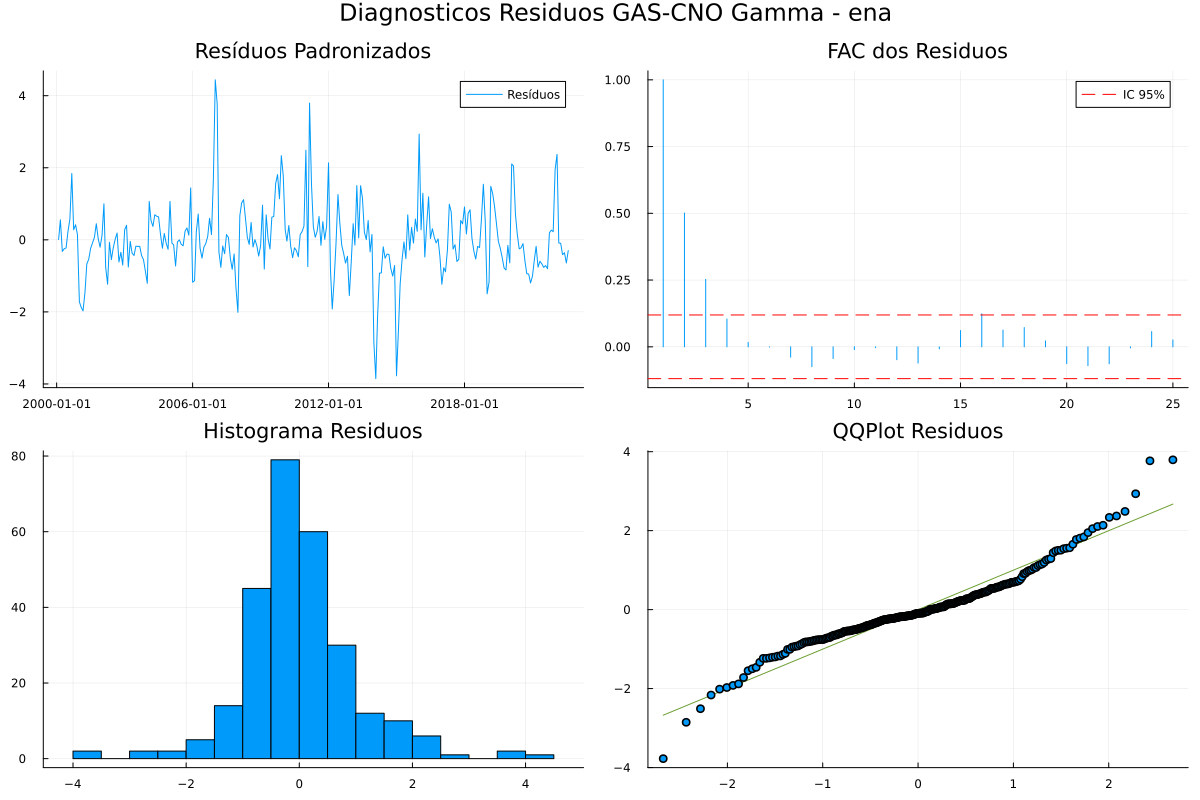 Diagnosticos Residuos GAS-CNO Gamma - ena
Resíduos Padronizados
4
2
0
−2
−4
2000-01-01 2006-01-01 2012-01-01 2018-01-01
Resíduos
FAC dos Residuos
1.00
0.75
0.50
0.25
0.00
5 10 15 20 25
IC 95%
Histograma Residuos
80
60
40
20
0
−4 −2 0 2 4
QQPlot Residuos
4
2
0
−2
−4
−2 −1 0 1 2